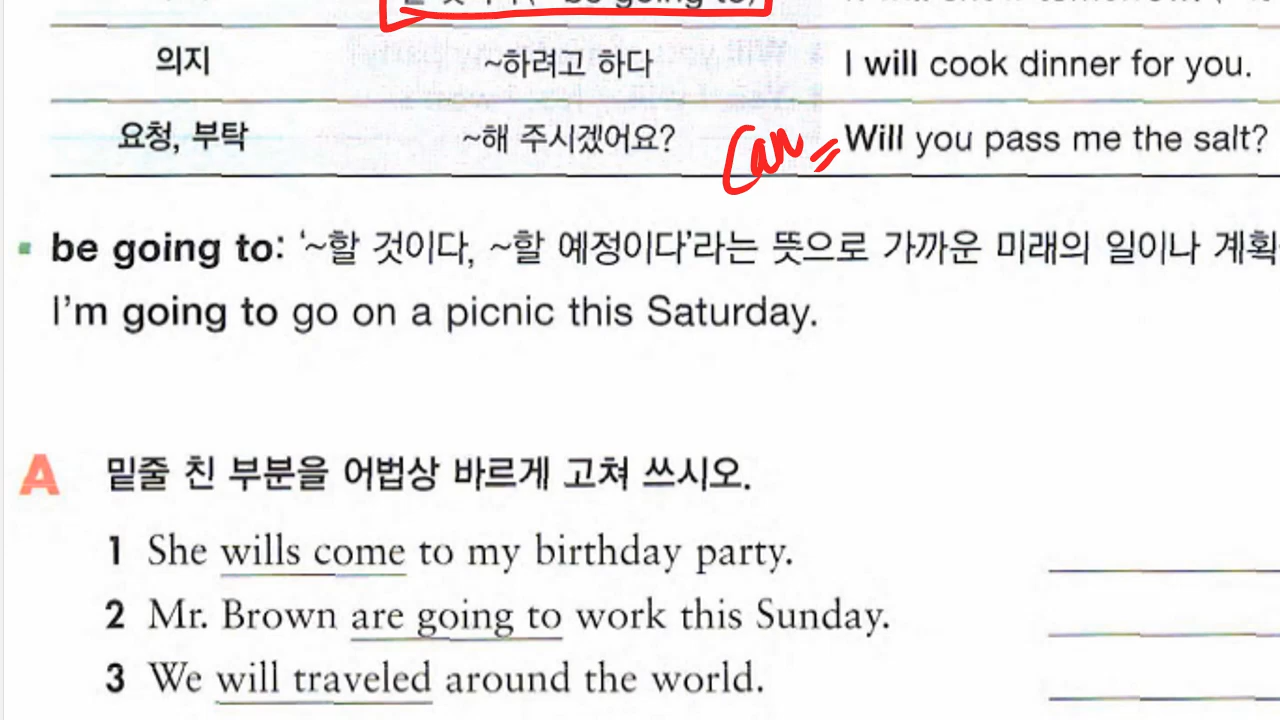 be going to
의지 ~하려고 하다 I will cook dinner for you.
요청, 부탁 ~해 주시겠어요? Can = Will you pass me the salt?
be going to: ‘~할 것이다, ~할 예정이다’라는 뜻으로 가까운 미래의 일이나 계획
I’m going to go on a picnic this Saturday.
A 밑줄 친 부분을 어법상 바르게 고쳐 쓰시오.
1 She wills come to my birthday party.
2 Mr. Brown are going to work this Sunday.
3 We will traveled around the world.